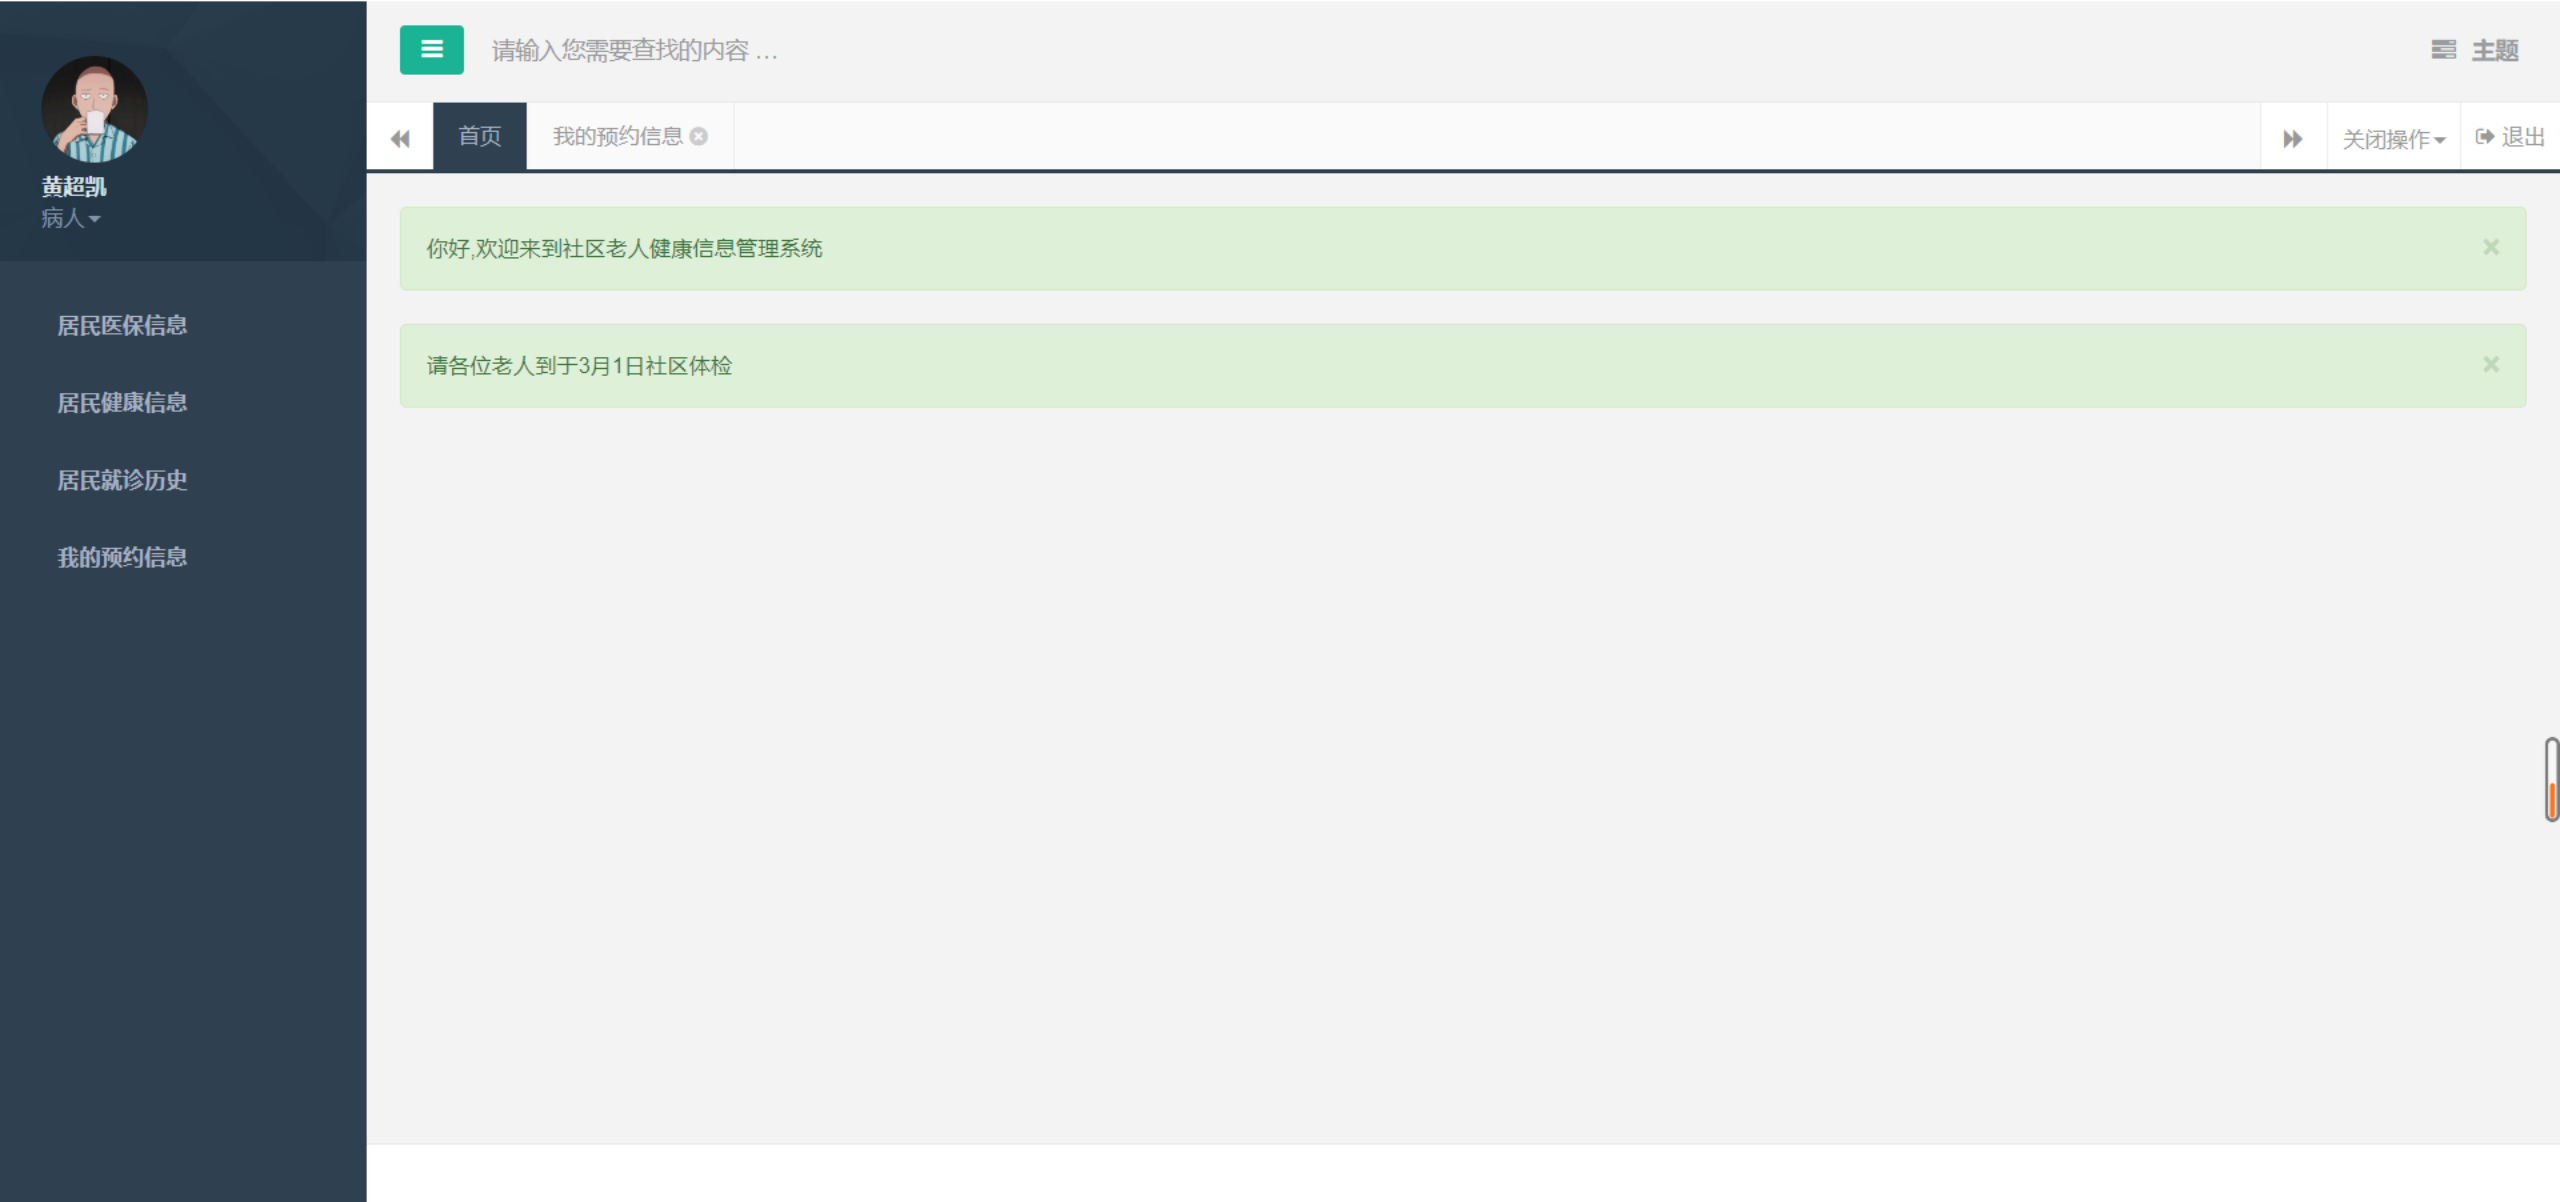 黄超凯
病人
居民医保信息
居民健康信息
居民就诊历史
我的预约信息
请输入您需要查找的内容 …
主题
首页
我的预约信息
关闭操作
退出
你好,欢迎来到社区老人健康信息管理系统
请各位老人到于3月1日社区体检